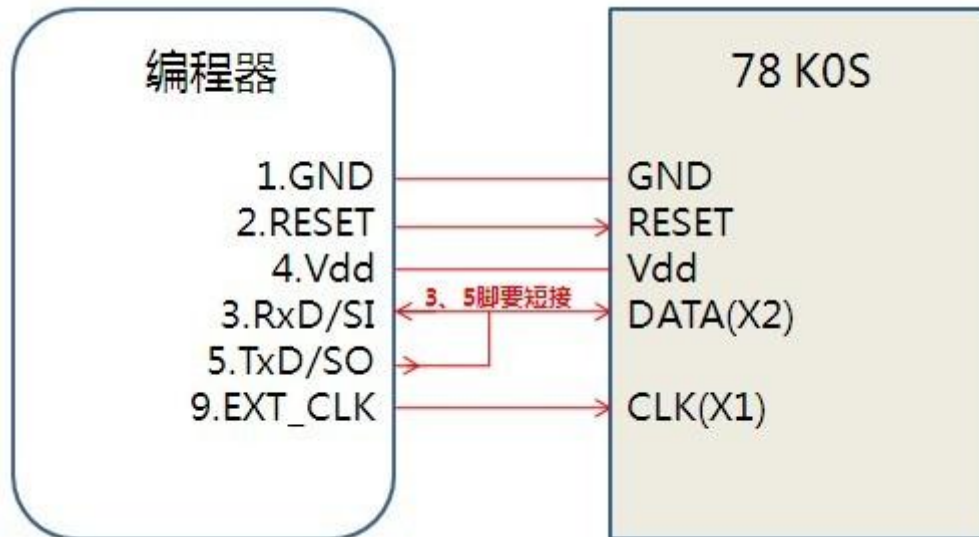 编程器
78 K0S
1.GND
GND
2.RESET
RESET
4.Vdd
Vdd
3、5脚要短接
3.RxD/SI
DATA(X2)
5.TxD/SO
9.EXT_CLK
CLK(X1)